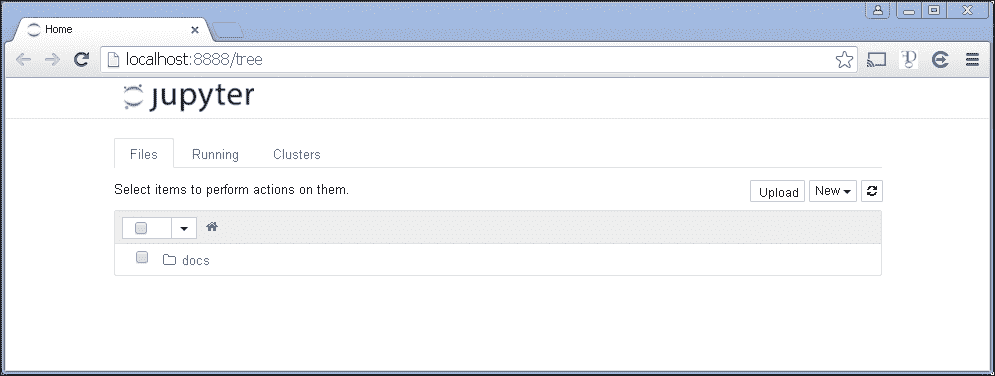 Home
localhost:8888/tree
jupyter
Files Running Clusters
Select items to perform actions on them. Upload New
docs